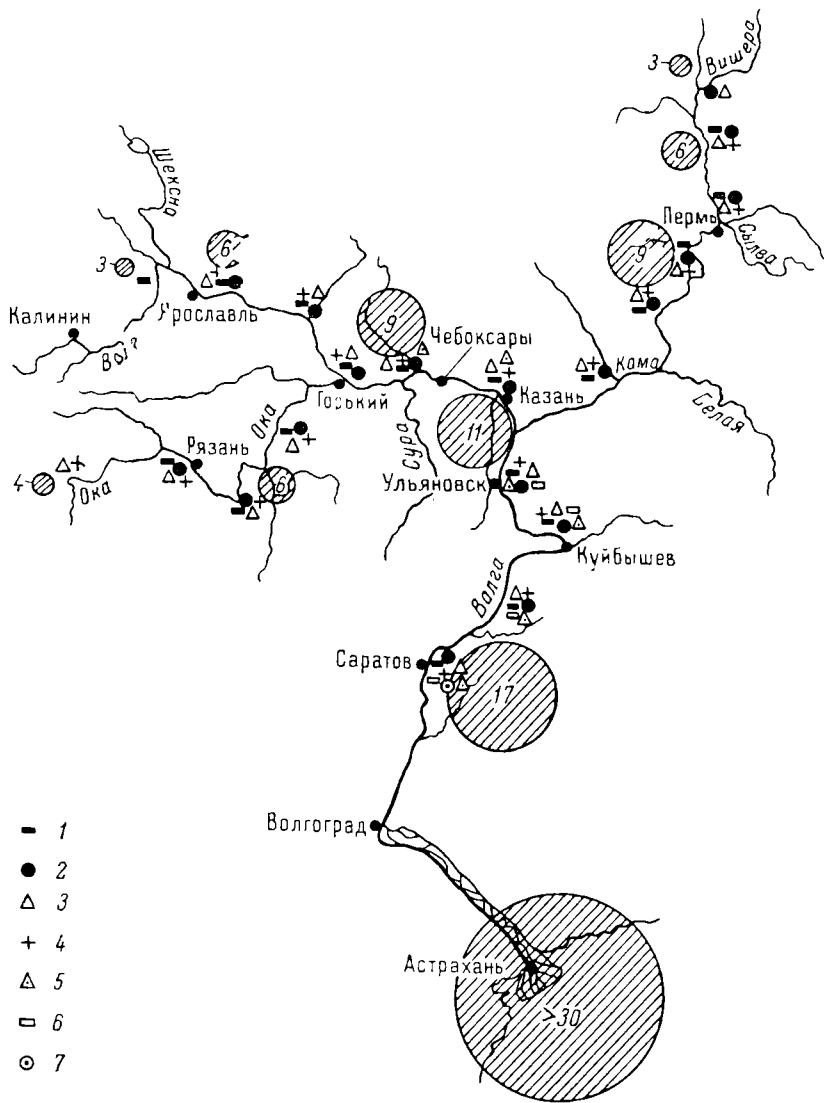 3
Вишера
6
Шексна
Пермь
Сылва
6
9
3
Ярославль
Калинин
Волг
9
Чебоксары
Кама
Горький
Казань
Белая
Ока
11
Сура
Рязань
4
Ока
6
Ульяновск
Куйбышев
Волга
Саратов
17
Волгоград
1
2
3
4
5
6
7
Астрахань
>30